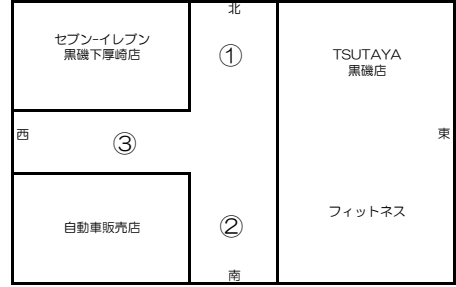 北
セブン-イレブン
黒磯下厚崎店
①
TSUTAYA
黒磯店
西
③
東
自動車販売店
②
フィットネス
南